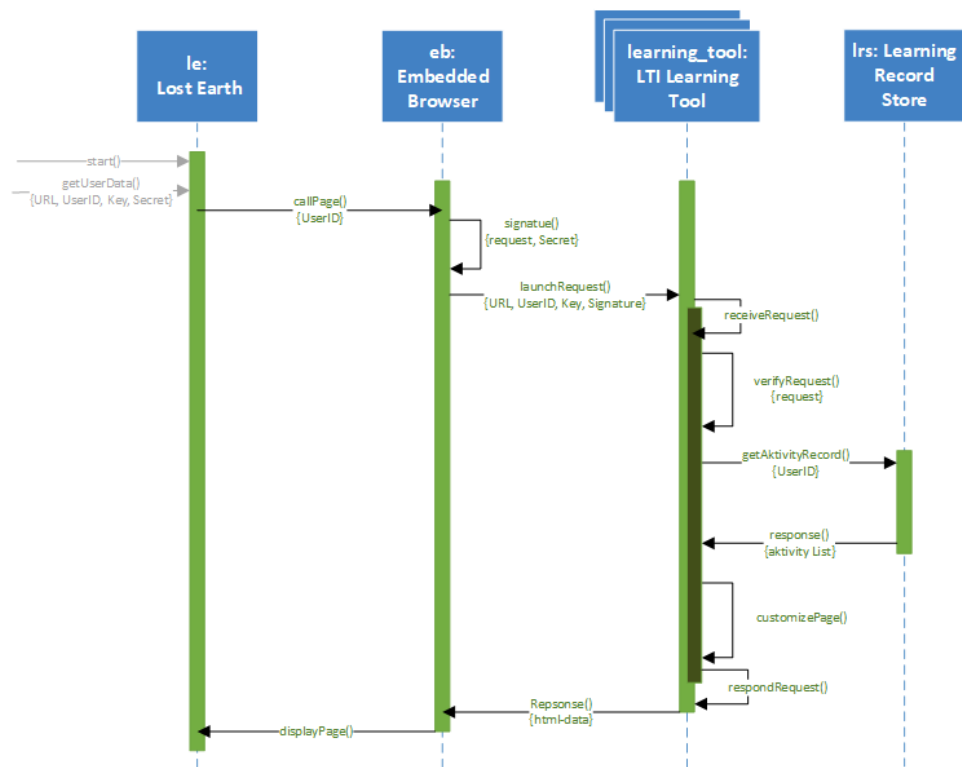 le:
Lost Earth
eb:
Embedded
Browser
learning_tool:
LTI Learning
Tool
lrs: Learning
Record
Store
start()
getUserData()
{URL, UserID, Key, Secret}
callPage()
{UserID}
signatue()
{request, Secret}
launchRequest()
{URL, UserID, Key, Signature}
receiveRequest()
verifyRequest()
{request}
getAktivityRecord()
{UserID}
response()
{aktivity List}
customizePage()
respondRequest()
Repsonse()
{html-data}
displayPage()